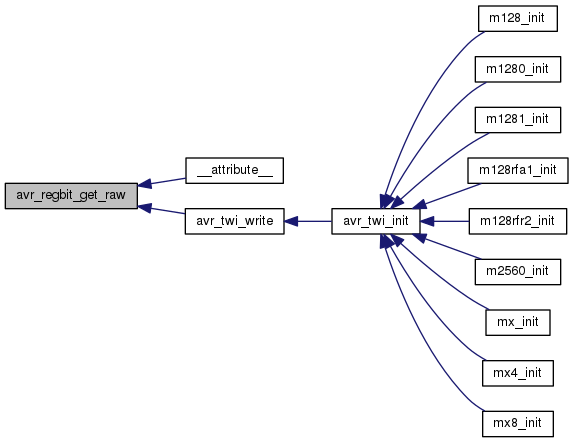 avr_regbit_get_raw
__attribute__
avr_twi_write
avr_twi_init
m128_init
m1280_init
m1281_init
m128rfa1_init
m128rfr2_init
m2560_init
mx_init
mx4_init
mx8_init